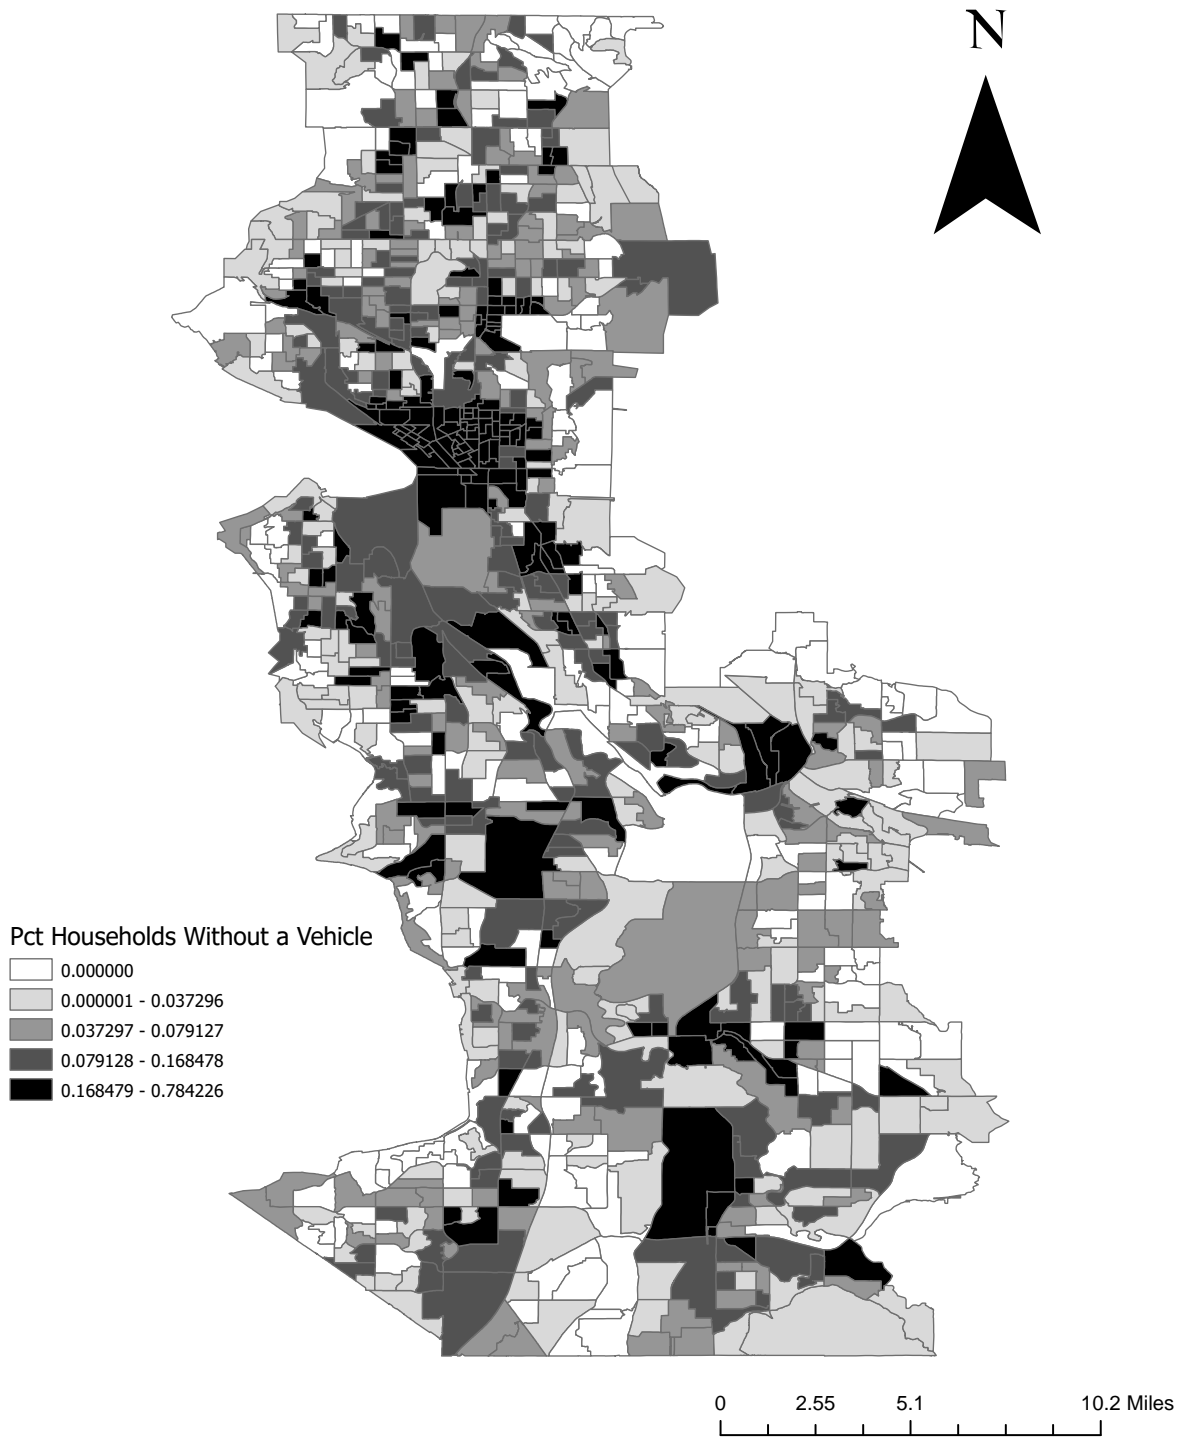 N
Pct Households Without a Vehicle
0.000000
0.000001 - 0.037296
0.037297 - 0.079127
0.079128 - 0.168478
0.168479 - 0.784226
0 2.55 5.1 10.2 Miles